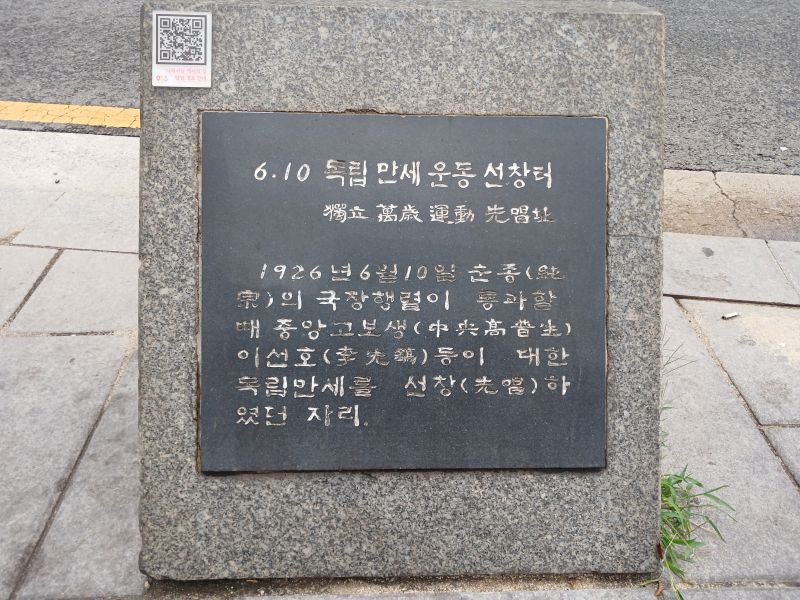 6.10 독립 만세 운동 선창터
獨立 萬歲 運動 先唱址
1926년 6월 10일 순종(純
宗)의 국장행렬이 통과할
때 중앙고보생(中央高普生)
이선호(李先鎬)등이 대한
독립만세를 선창(先唱)하
였던 자리.